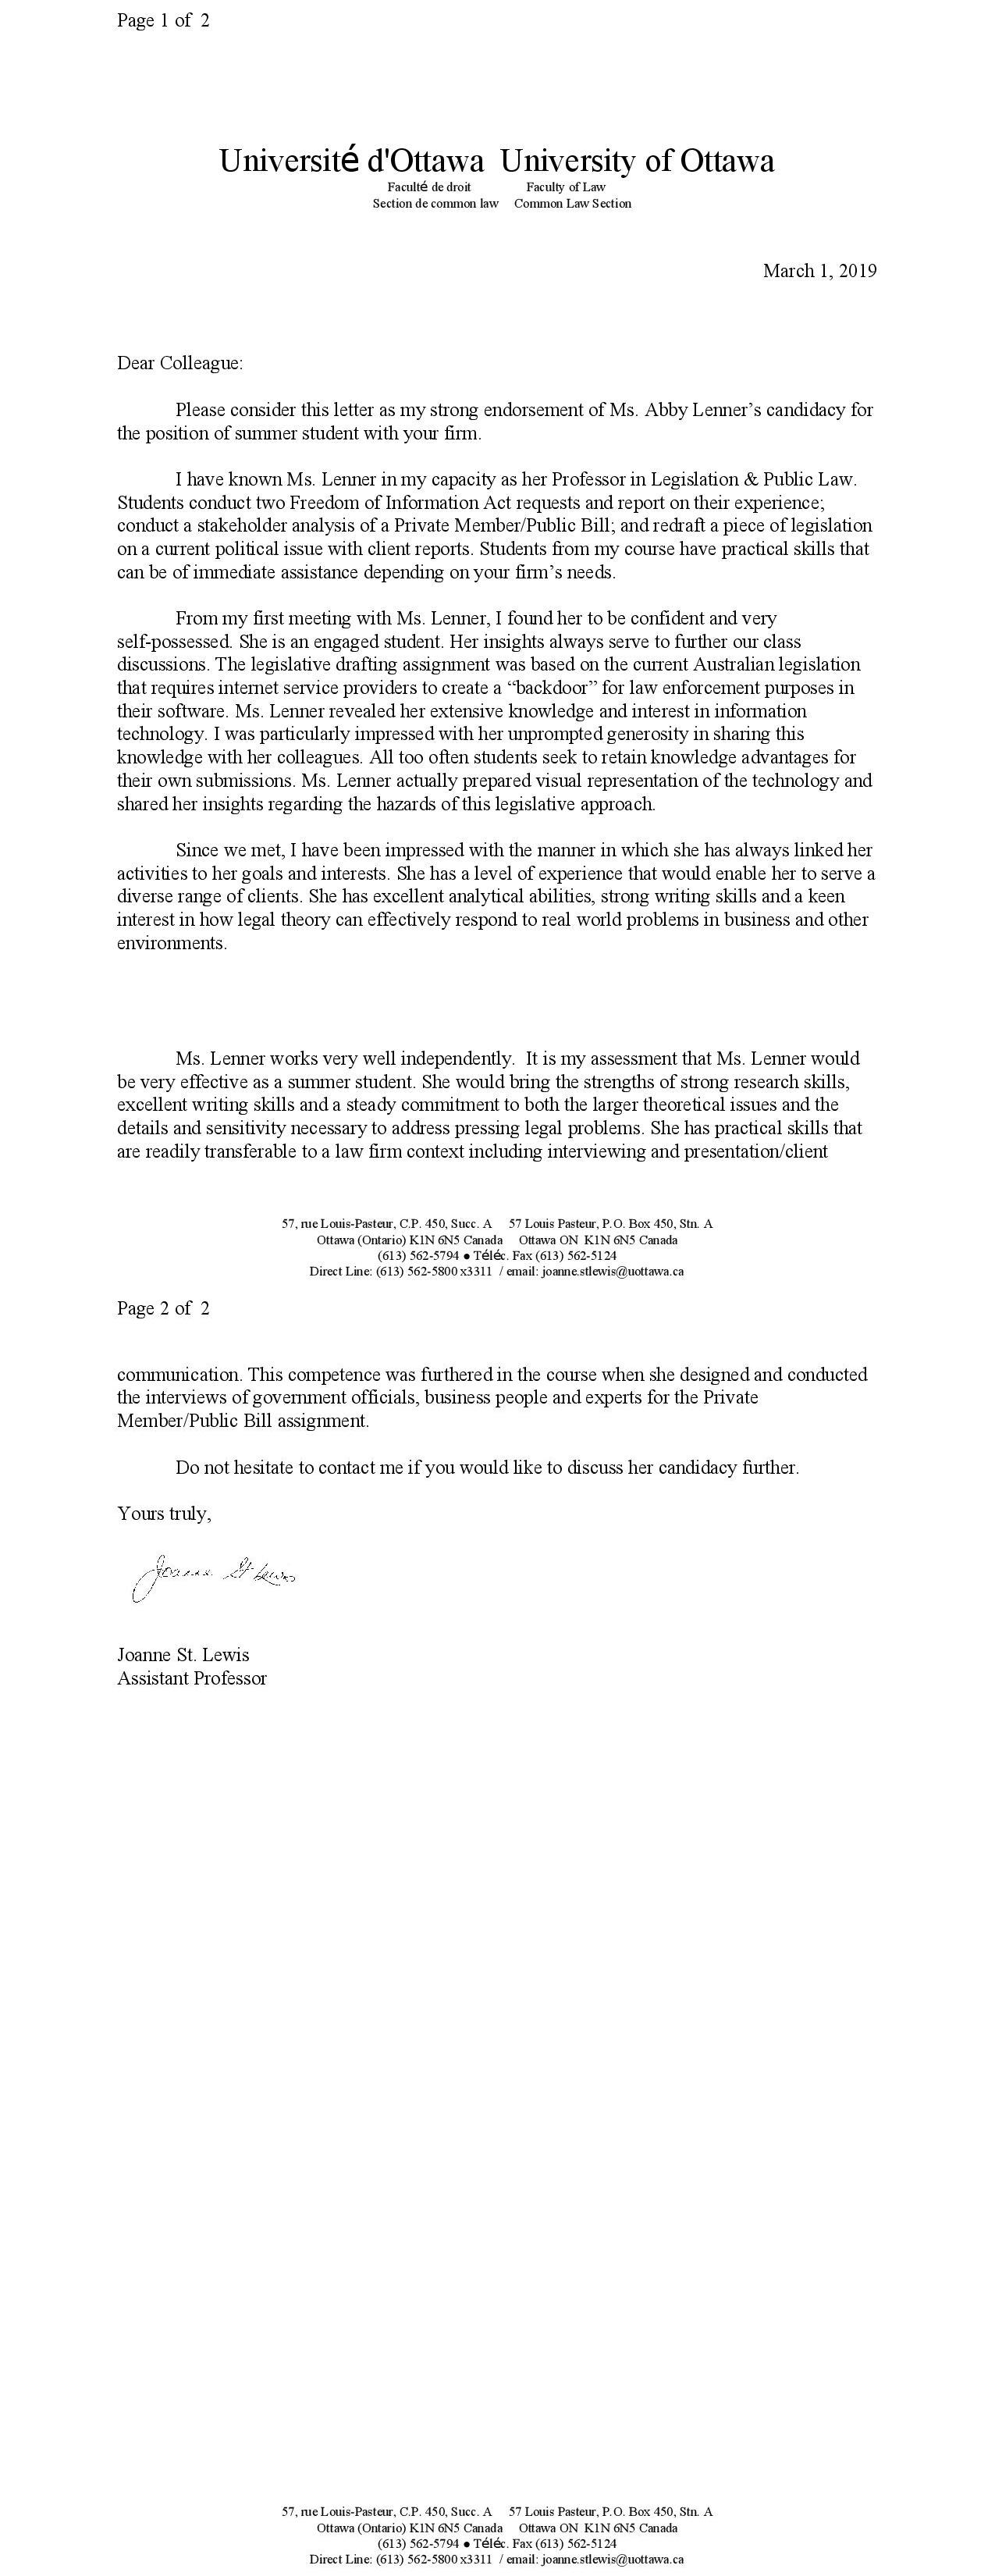 Page 1 of 2
Université d'Ottawa University of Ottawa
Faculté de droit Faculty of Law
Section de common law Common Law Section
March 1, 2019
Dear Colleague:
Please consider this letter as my strong endorsement of Ms. Abby Lenner’s candidacy for
the position of summer student with your firm.
I have known Ms. Lenner in my capacity as her Professor in Legislation & Public Law.
Students conduct two Freedom of Information Act requests and report on their experience;
conduct a stakeholder analysis of a Private Member/Public Bill; and redraft a piece of legislation
on a current political issue with client reports. Students from my course have practical skills that
can be of immediate assistance depending on your firm’s needs.
From my first meeting with Ms. Lenner, I found her to be confident and very
self-possessed. She is an engaged student. Her insights always serve to further our class
discussions. The legislative drafting assignment was based on the current Australian legislation
that requires internet service providers to create a “backdoor” for law enforcement purposes in
their software. Ms. Lenner revealed her extensive knowledge and interest in information
technology. I was particularly impressed with her unprompted generosity in sharing this
knowledge with her colleagues. All too often students seek to retain knowledge advantages for
their own submissions. Ms. Lenner actually prepared visual representation of the technology and
shared her insights regarding the hazards of this legislative approach.
Since we met, I have been impressed with the manner in which she has always linked her
activities to her goals and interests. She has a level of experience that would enable her to serve a
diverse range of clients. She has excellent analytical abilities, strong writing skills and a keen
interest in how legal theory can effectively respond to real world problems in business and other
environments.
Ms. Lenner works very well independently. It is my assessment that Ms. Lenner would
be very effective as a summer student. She would bring the strengths of strong research skills,
excellent writing skills and a steady commitment to both the larger theoretical issues and the
details and sensitivity necessary to address pressing legal problems. She has practical skills that
are readily transferable to a law firm context including interviewing and presentation/client
57, rue Louis-Pasteur, C.P. 450, Succ. A 57 Louis Pasteur, P.O. Box 450, Stn. A
Ottawa (Ontario) K1N 6N5 Canada Ottawa ON K1N 6N5 Canada
(613) 562-5794 ● Téléc. Fax (613) 562-5124
Direct Line: (613) 562-5800 x3311 / email: joanne.stlewis@uottawa.ca
Page 2 of 2
communication. This competence was furthered in the course when she designed and conducted
the interviews of government officials, business people and experts for the Private
Member/Public Bill assignment.
Do not hesitate to contact me if you would like to discuss her candidacy further.
Yours truly,
Joanne St. Lewis
Joanne St. Lewis
Assistant Professor
57, rue Louis-Pasteur, C.P. 450, Succ. A 57 Louis Pasteur, P.O. Box 450, Stn. A
Ottawa (Ontario) K1N 6N5 Canada Ottawa ON K1N 6N5 Canada
(613) 562-5794 ● Téléc. Fax (613) 562-5124
Direct Line: (613) 562-5800 x3311 / email: joanne.stlewis@uottawa.ca